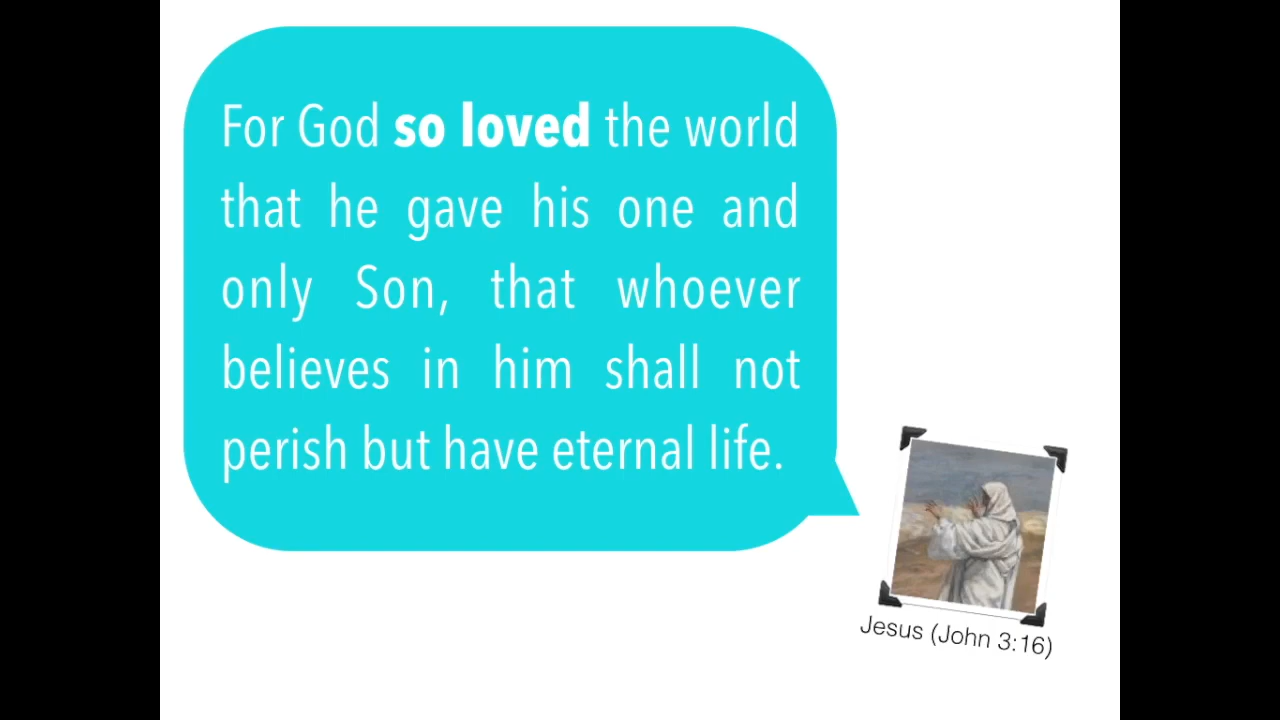 For God so loved the world
that he gave his one and
only Son, that whoever
believes in him shall not
perish but have eternal life.
Jesus (John 3:16)